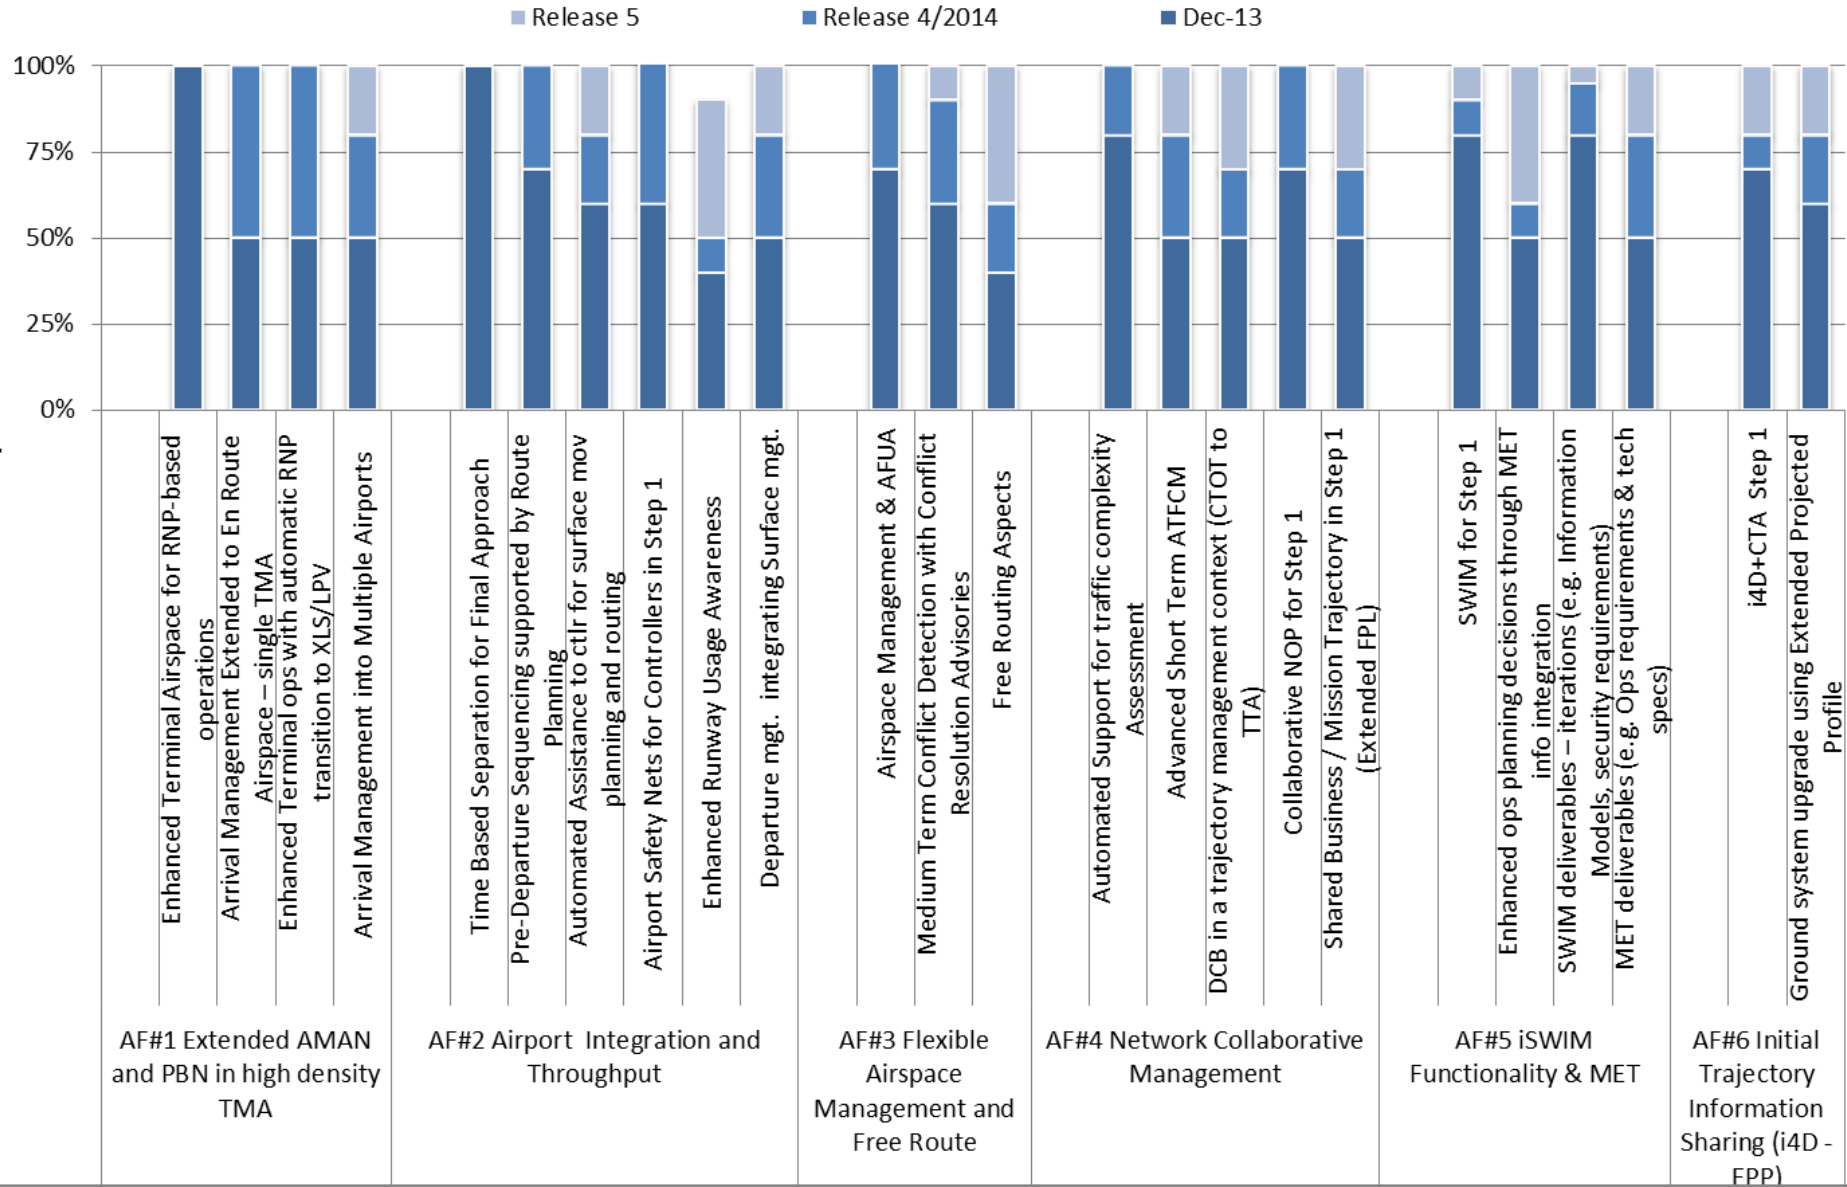 Release 5
Release 4/2014
Dec-13
100%
75%
50%
25%
0%
Enhanced Terminal Airspace for RNP-based
operations
Arrival Management Extended to En Route
Airspace – single TMA
Enhanced Terminal ops with automatic RNP
transition to XLS/LPV
Arrival Management into Multiple Airports
Time Based Separation for Final Approach
Pre-Departure Sequencing supported by Route
Planning
Automated Assistance to ctlr for surface mov
planning and routing
Airport Safety Nets for Controllers in Step 1
Enhanced Runway Usage Awareness
Departure mgt. integrating Surface mgt.
Airspace Management & AFUA
Medium Term Conflict Detection with Conflict
Resolution Advisories
Free Routing Aspects
Automated Support for traffic complexity
Assessment
Advanced Short Term ATFCM
DCB in a trajectory management context (CTOT to
TTA)
Collaborative NOP for Step 1
Shared Business / Mission Trajectory in Step 1
(Extended FPL)
SWIM for Step 1
Enhanced ops planning decisions through MET
info integration
SWIM deliverables – iterations (e.g. Information
Models, security requirements)
MET deliverables (e.g. Ops requirements & tech
specs)
i4D+CTA Step 1
Ground system upgrade using Extended Projected
Profile
AF#1 Extended AMAN
and PBN in high density
TMA
AF#2 Airport Integration and
Throughput
AF#3 Flexible
Airspace
Management and
Free Route
AF#4 Network Collaborative
Management
AF#5 iSWIM
Functionality & MET
AF#6 Initial
Trajectory
Information
Sharing (i4D -
EPP)